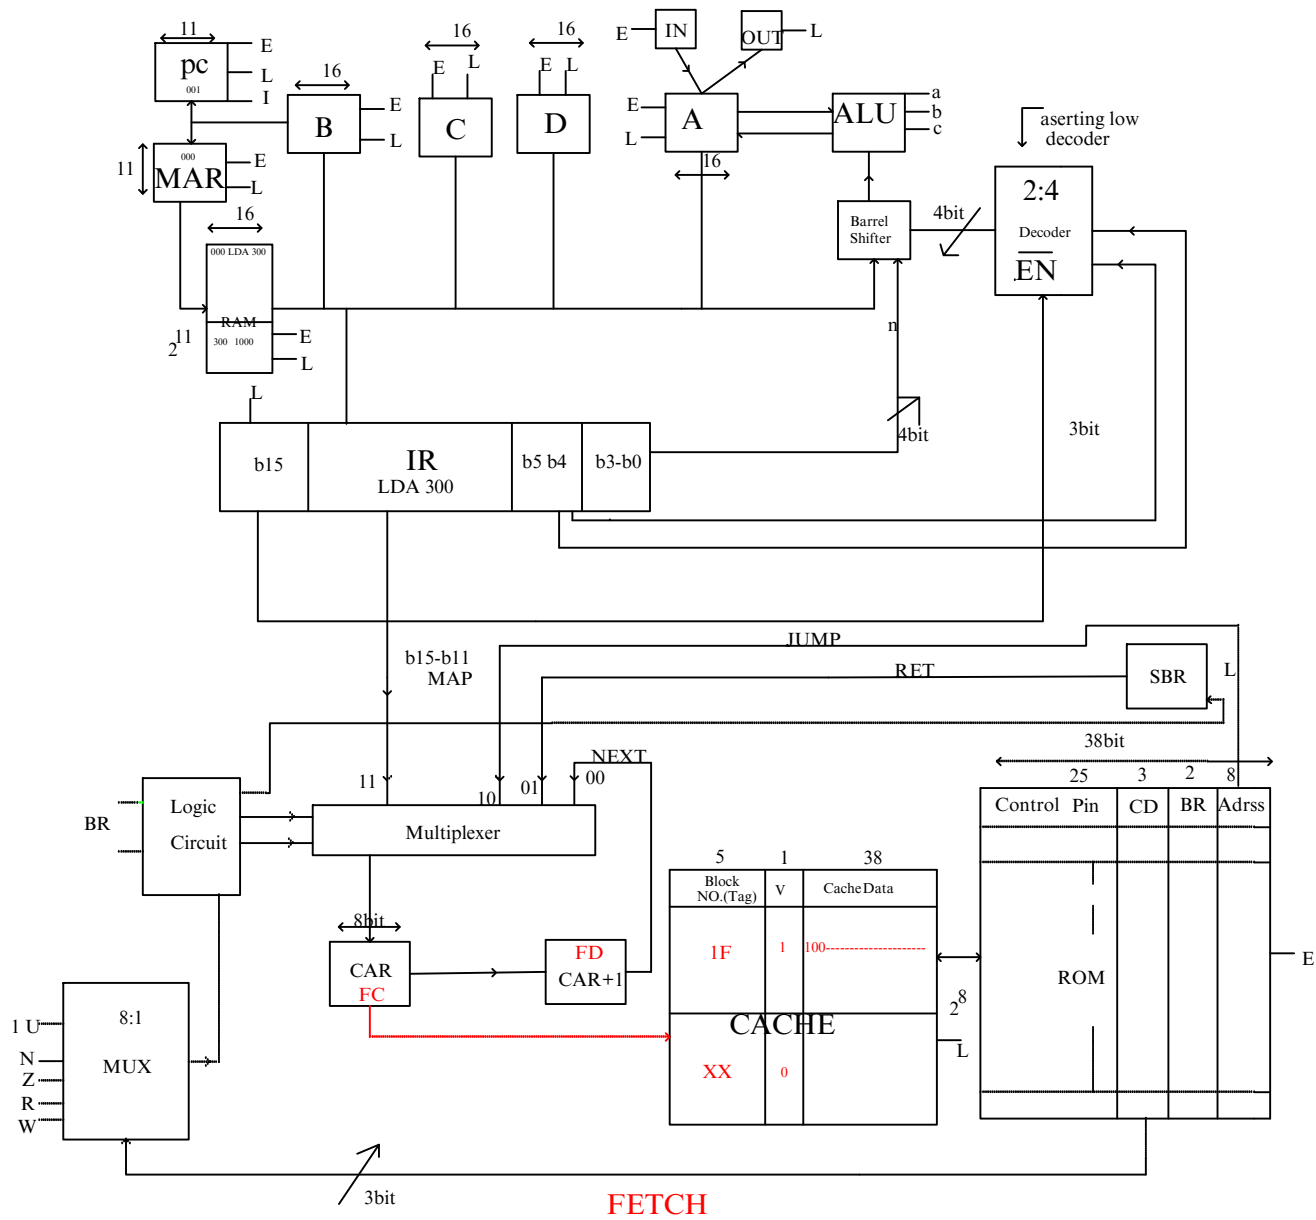 11
pc
001
E
L
I
16
B
E
L
16
E
L
C
16
E
L
D
E
IN
OUT
L
E
L
A
16
ALU
a
b
c
aserting low
decoder
000
MAR
11
E
L
16
000 LDA 300
RAM
300 1000
E
L
2^11
Barrel
Shifter
4bit
2:4
Decoder
EN
n
4bit
3bit
L
b15
IR
LDA 300
b5 b4
b3-b0
b15-b11
MAP
JUMP
RET
SBR
L
NEXT
11
10
01
00
BR
Logic
Circuit
Multiplexer
8bit
CAR
FC
FD
CAR+1
38bit
25
3
2
8
Control Pin
CD
BR
Adrss
ROM
E
2^8
5
1
38
Block
NO.(Tag)
V
Cache Data
1F
1
100----------------------
CACHE
XX
0
L
8:1
MUX
1 U
N
Z
R
W
3bit
FETCH